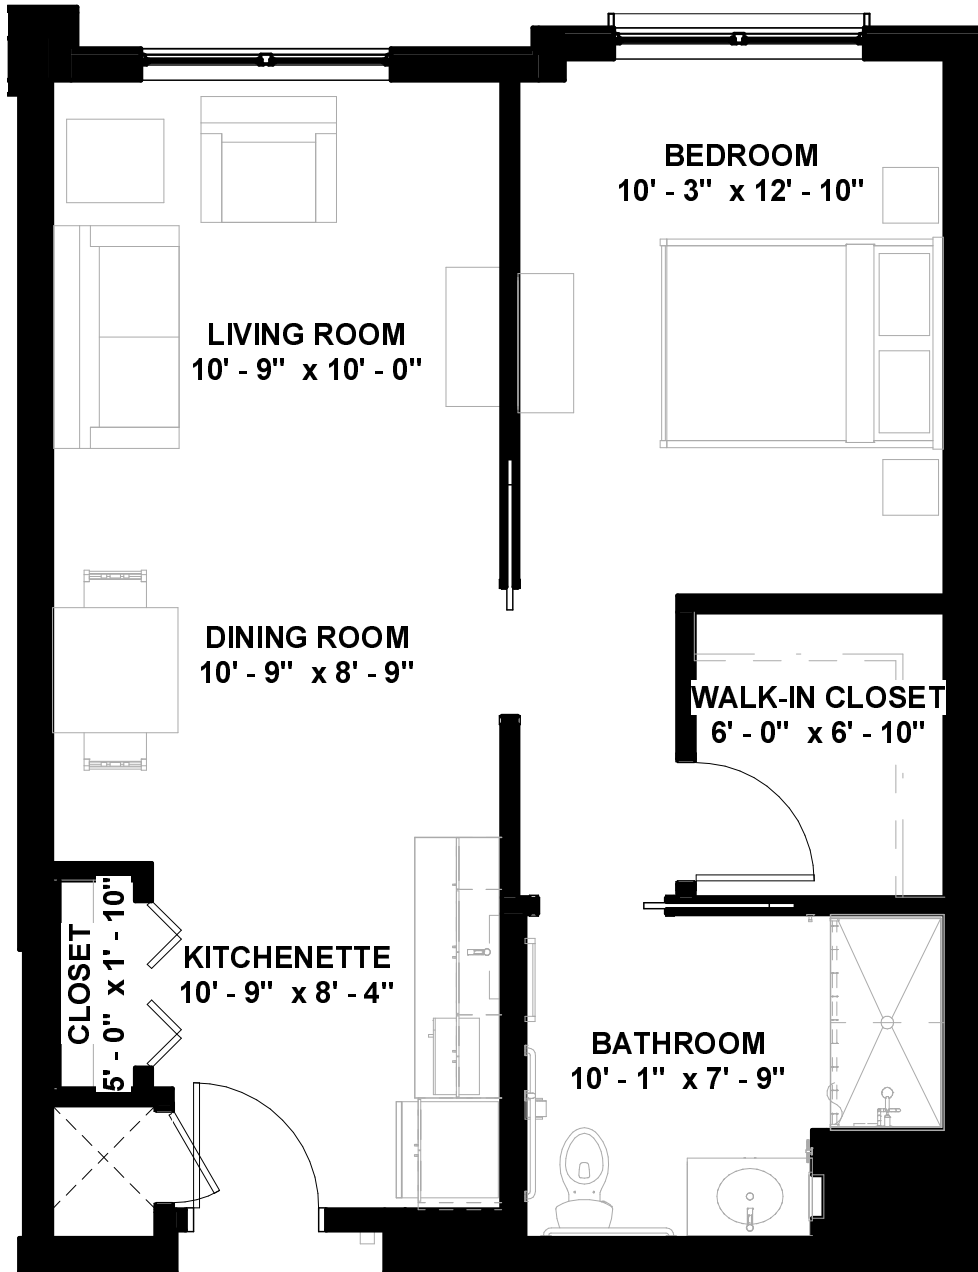 BEDROOM
10' - 3" x 12' - 10"
LIVING ROOM
10' - 9" x 10' - 0"
DINING ROOM
10' - 9" x 8' - 9"
WALK-IN CLOSET
6' - 0" x 6' - 10"
CLOSET
5' - 0" x 1' - 10"
KITCHENETTE
10' - 9" x 8' - 4"
BATHROOM
10' - 1" x 7' - 9"